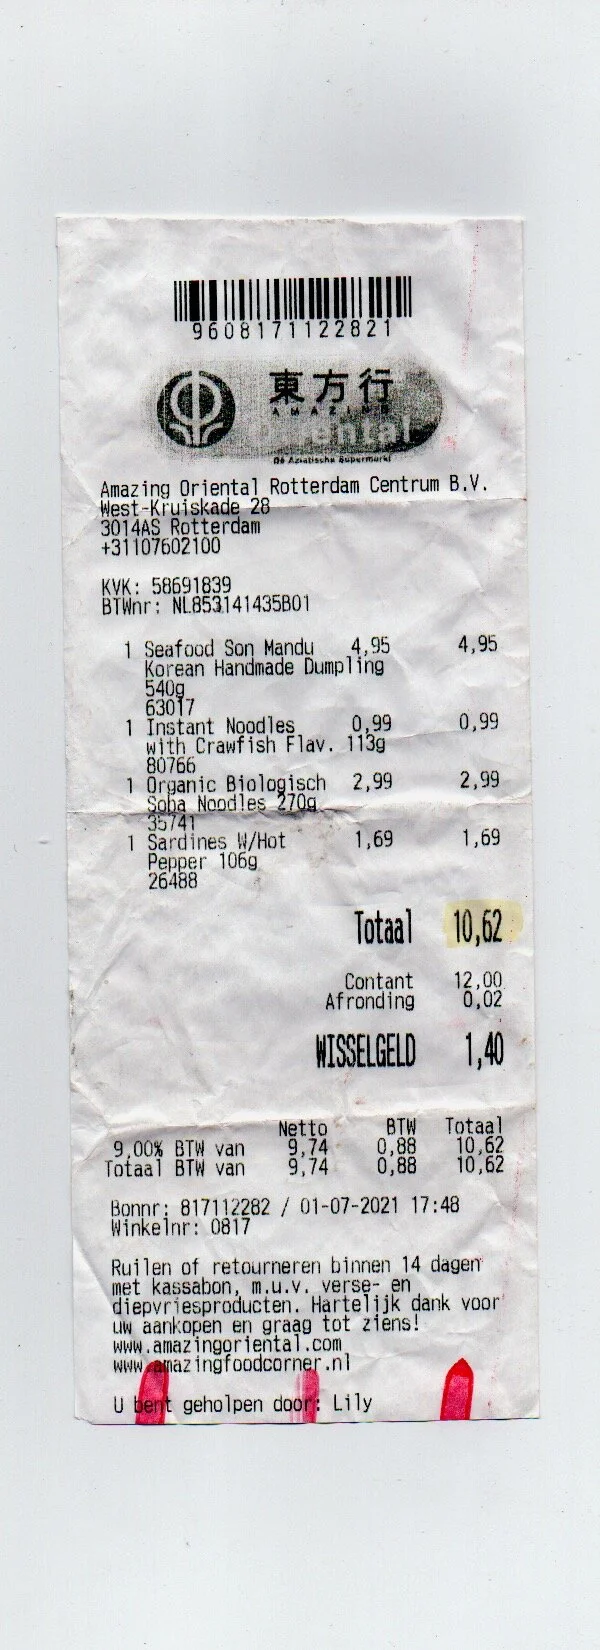 9608171122821
東方行
AMAZING
Oriental
De Aziatische Supermarkt
Amazing Oriental Rotterdam Centrum B.V.
West-Kruiskade 28
3014AS Rotterdam
+31107602100
KVK: 58691839
BTWnr: NL853141435B01
1 Seafood Son Mandu 4,95 4,95
Korean Handmade Dumpling
540g
63017
1 Instant Noodles 0,99 0,99
with Crawfish Flav. 113g
80766
1 Organic Biologisch 2,99 2,99
Soba Noodles 270g
35741
1 Sardines W/Hot 1,69 1,69
Pepper 106g
26488
Totaal 10,62
Contant 12,00
Afronding 0,02
WISSELGELD 1,40
Netto BTW Totaal
9,00% BTW van 9,74 0,88 10,62
Totaal BTW van 9,74 0,88 10,62
Bonnr: 817112282 / 01-07-2021 17:48
Winkelnr: 0817
Ruilen of retourneren binnen 14 dagen
met kassabon, m.u.v. verse- en
diepvriesproducten. Hartelijk dank voor
uw aankopen en graag tot ziens!
www.amazingoriental.com
www.amazingfoodcorner.nl
U bent geholpen door: Lily